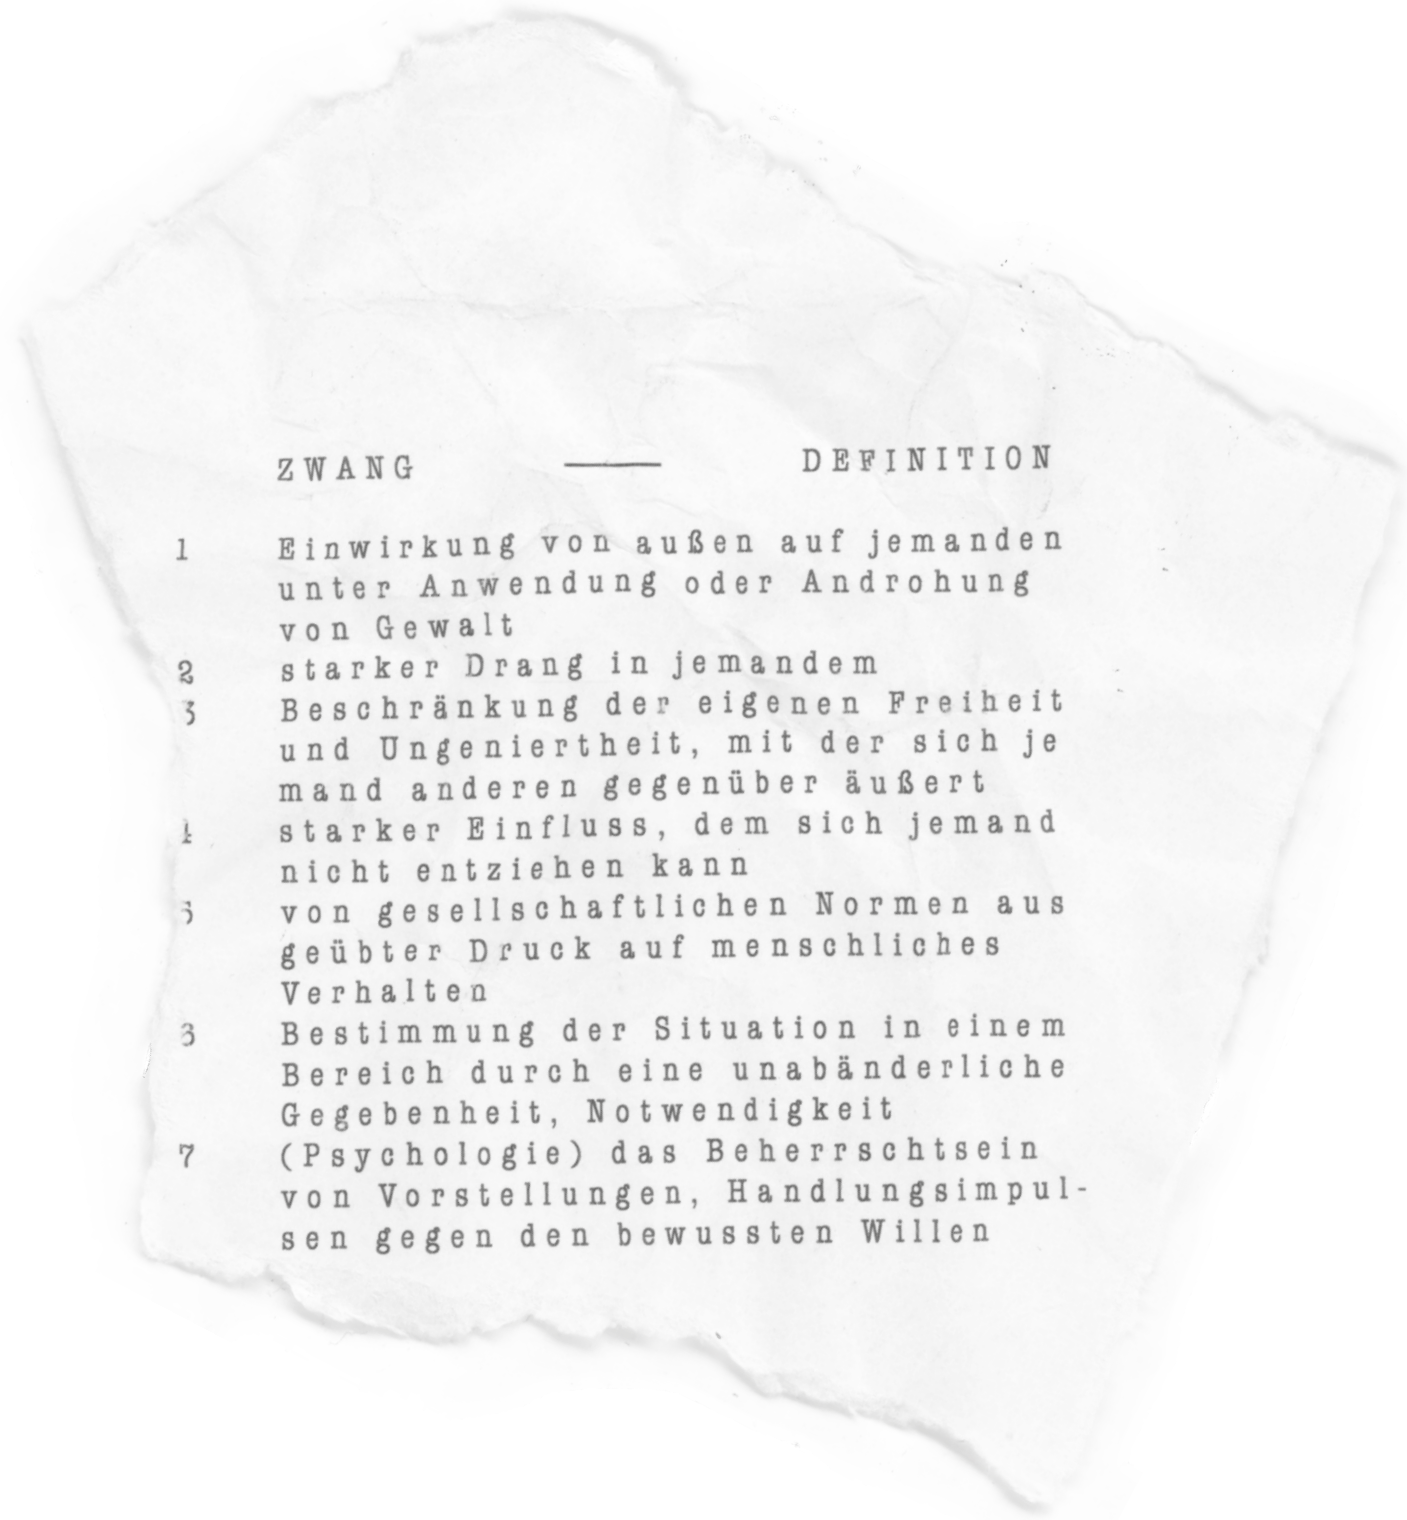 ZWANG — DEFINITION
1 Einwirkung von außen auf jemanden
unter Anwendung oder Androhung
von Gewalt
2 starker Drang in jemandem
3 Beschränkung der eigenen Freiheit
und Ungeniertheit, mit der sich je
mand anderen gegenüber äußert
4 starker Einfluss, dem sich jemand
nicht entziehen kann
5 von gesellschaftlichen Normen aus
geübter Druck auf menschliches
Verhalten
6 Bestimmung der Situation in einem
Bereich durch eine unabänderliche
Gegebenheit, Notwendigkeit
7 (Psychologie) das Beherrschtsein
von Vorstellungen, Handlungsimpul-
sen gegen den bewussten Willen